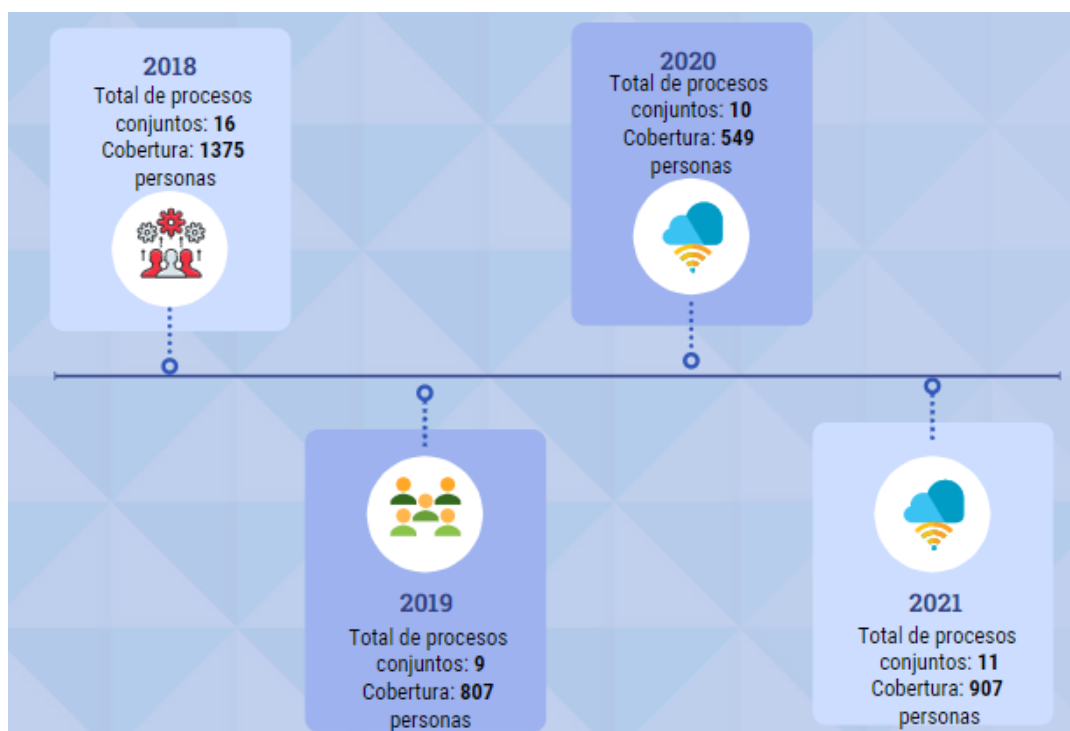 2018
Total de procesos
conjuntos: 16
Cobertura: 1375
personas
2019
Total de procesos
conjuntos: 9
Cobertura: 807
personas
2020
Total de procesos
conjuntos: 10
Cobertura: 549
personas
2021
Total de procesos
conjuntos: 11
Cobertura: 907
personas